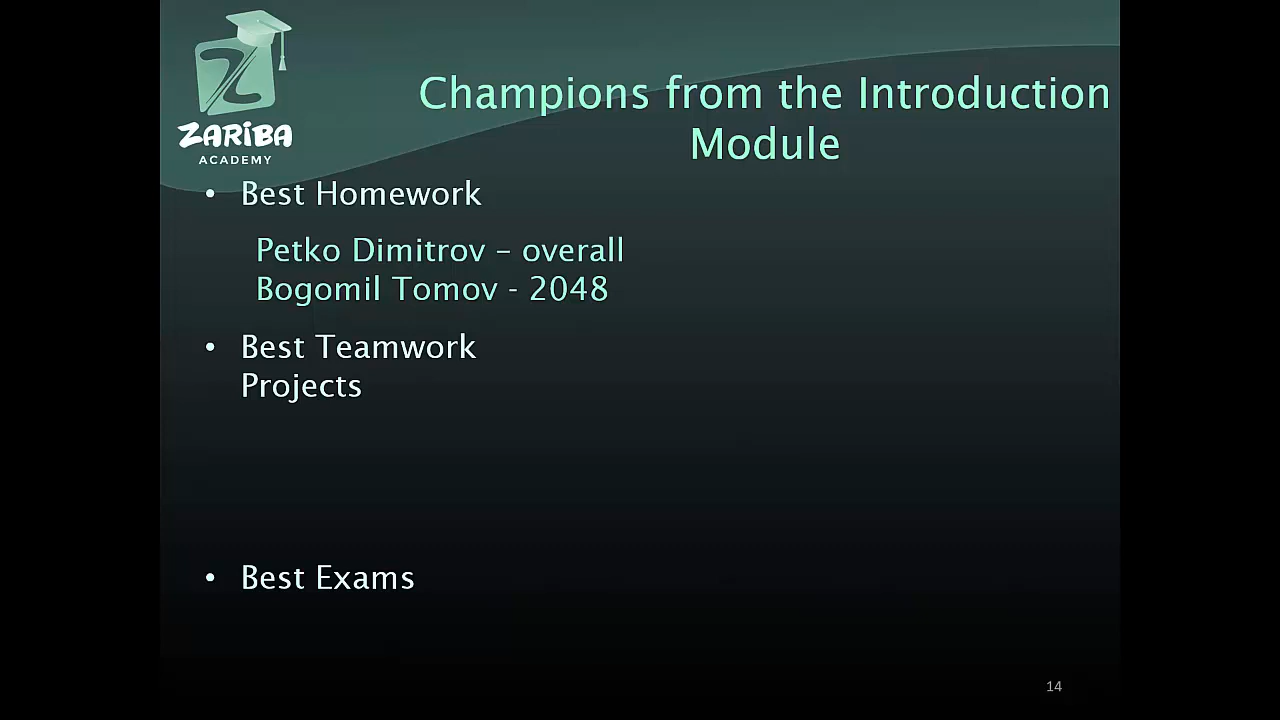 ZARIBA
ACADEMY
Champions from the Introduction
Module
• Best Homework
Petko Dimitrov – overall
Bogomil Tomov - 2048
• Best Teamwork
Projects
• Best Exams
14